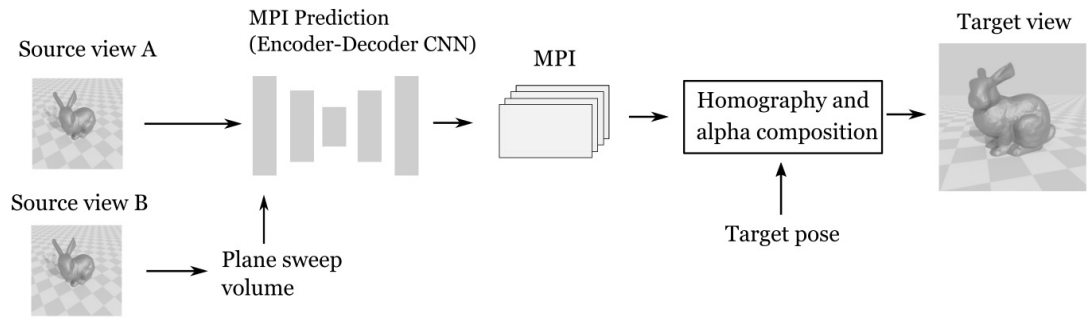 Source view A
MPI Prediction
(Encoder-Decoder CNN)
MPI
Homography and
alpha composition
Target view
Source view B
Plane sweep
volume
Target pose